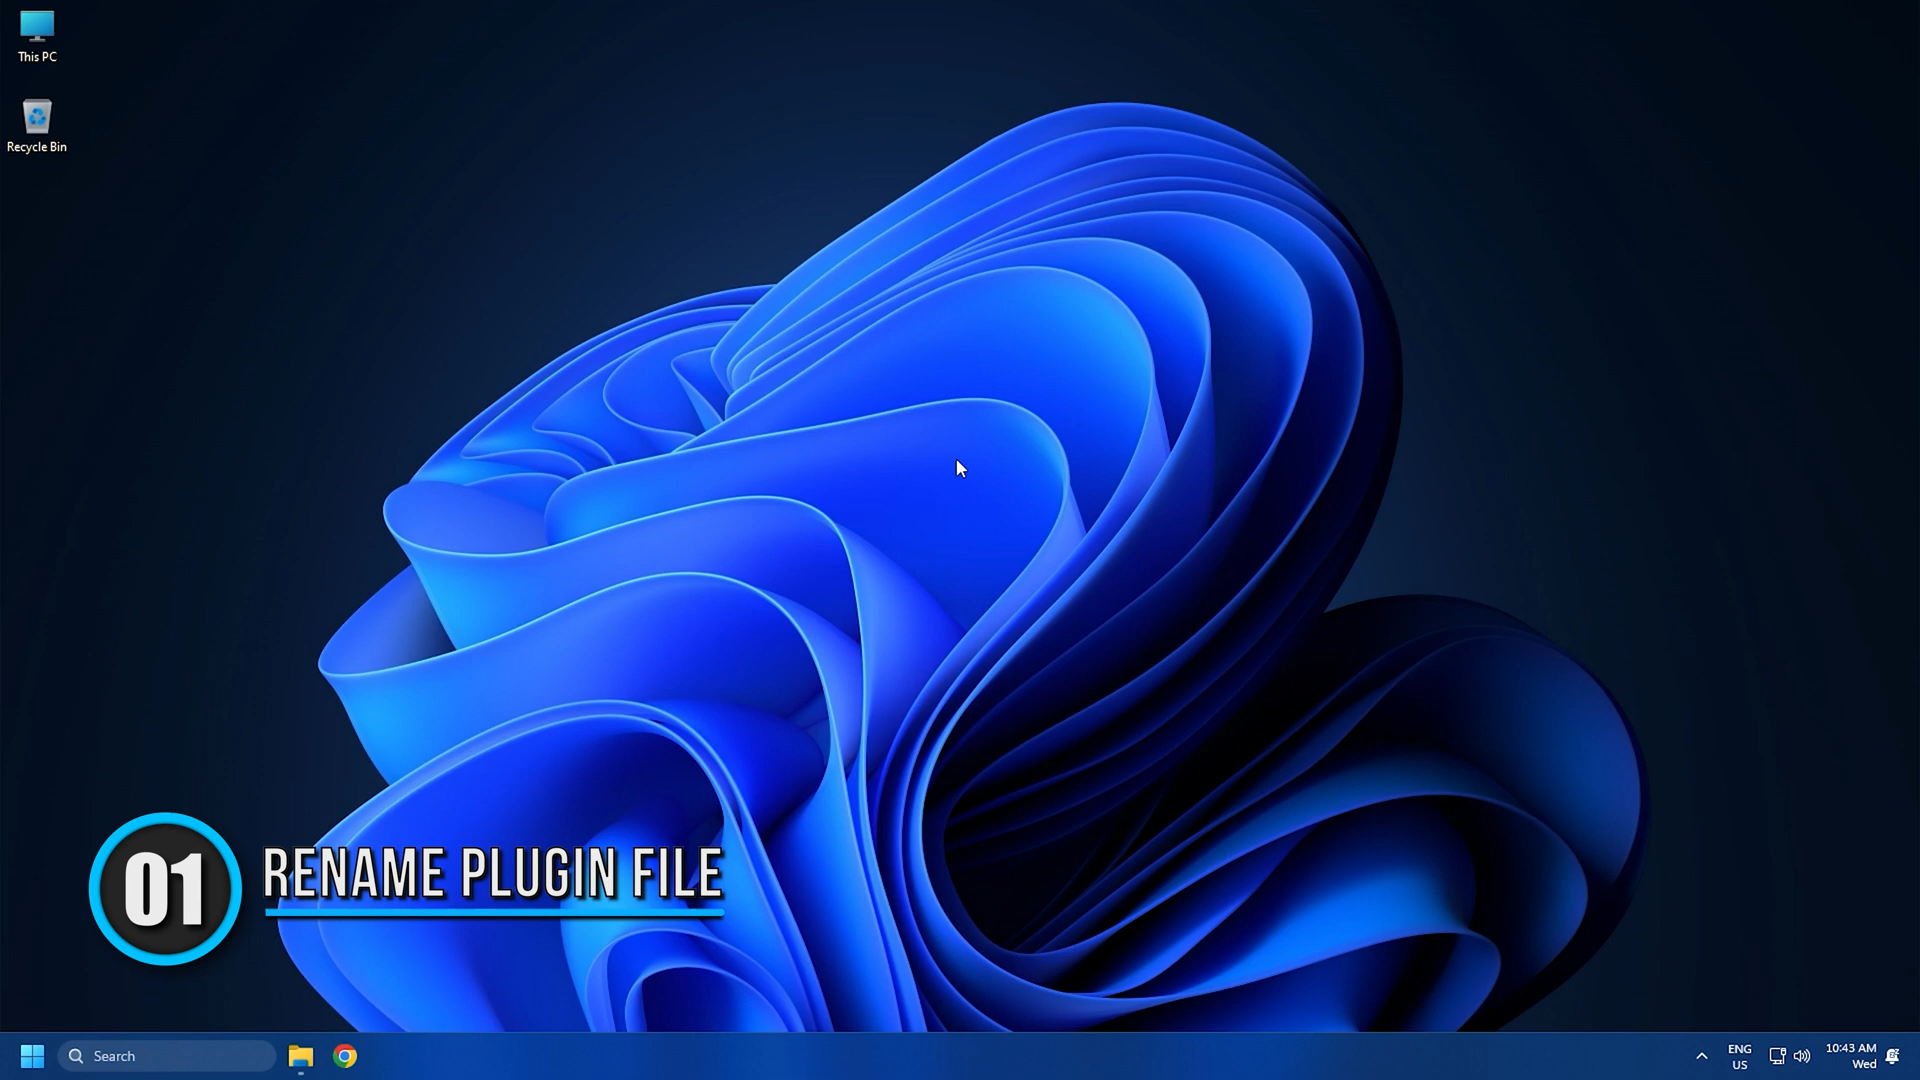 This PC
Recycle Bin
01
RENAME PLUGIN FILE
Search
ENG
US
10:43 AM
Wed